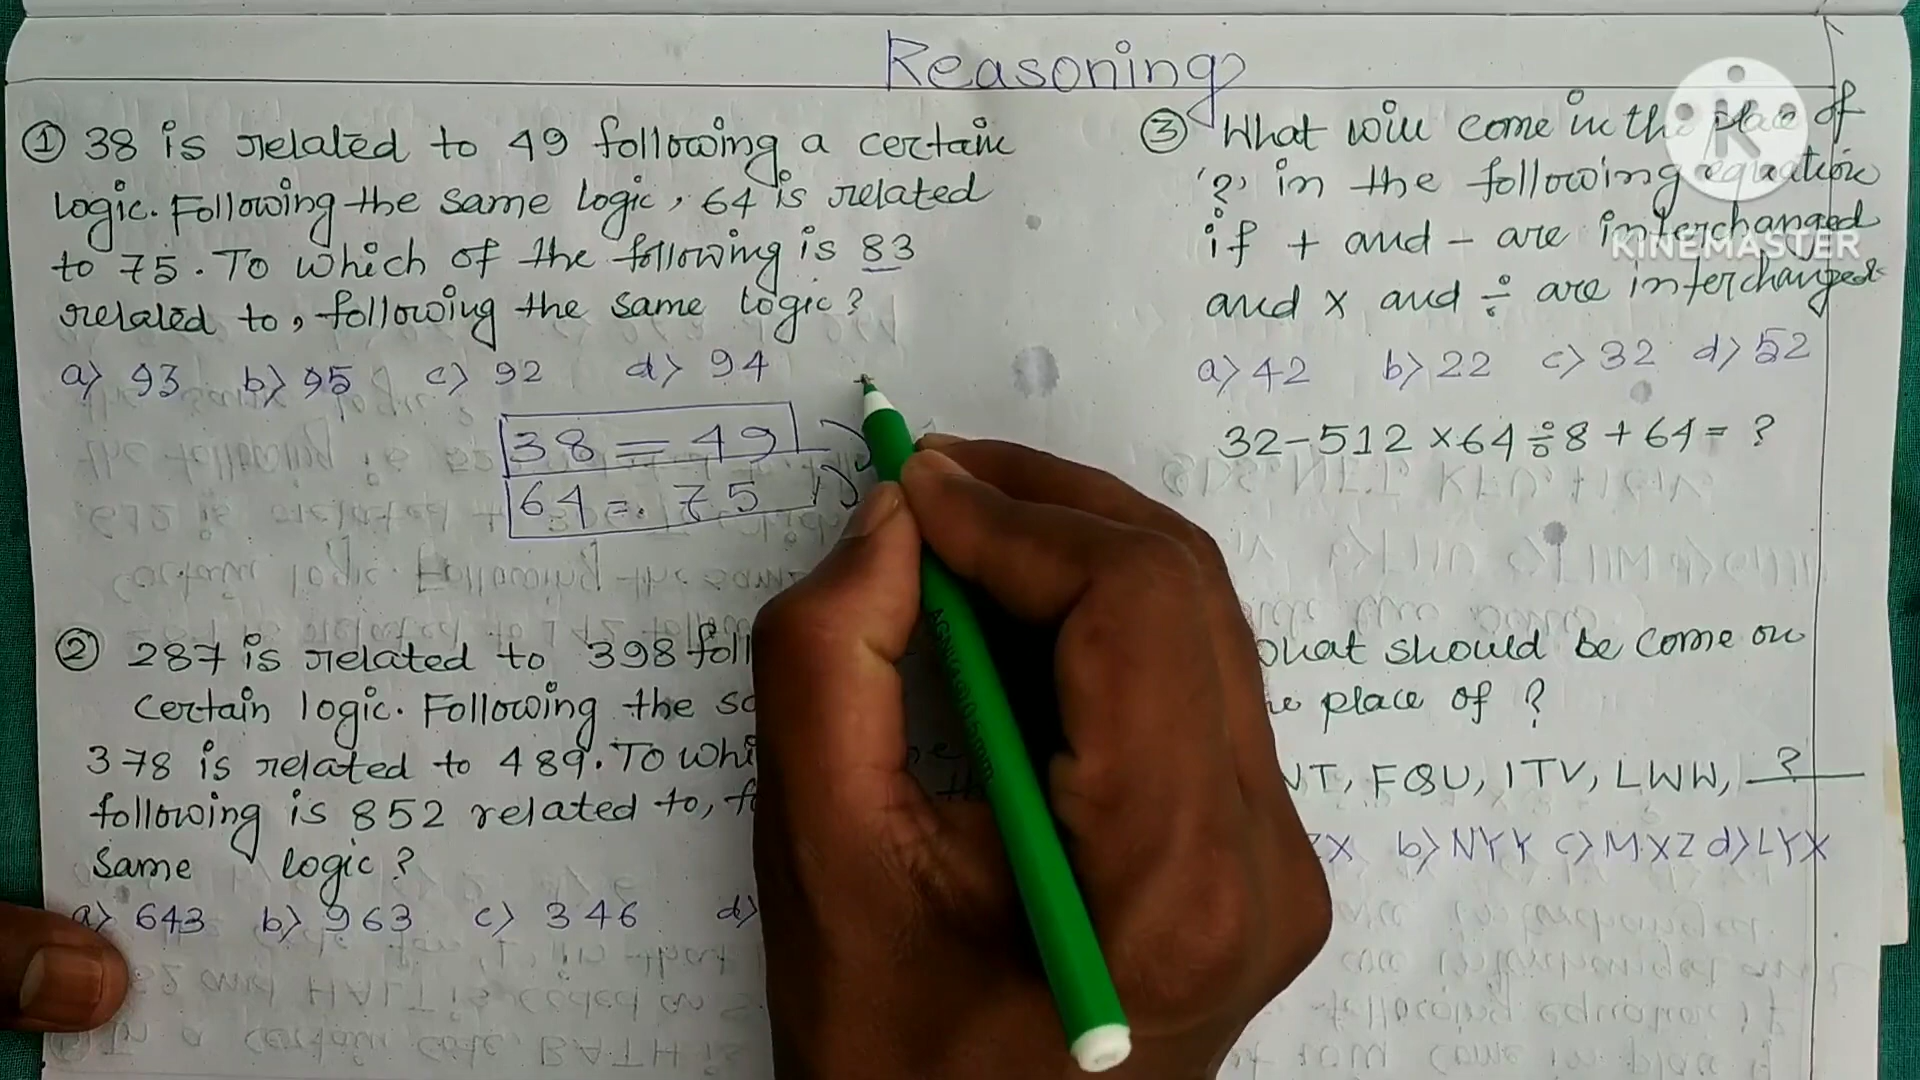 Reasoning
① 38 is related to 49 following a certain
logic. Following the same logic, 64 is related
to 75. To which of the following is 83
related to, following the same logic?
a) 93 b) 95 c) 92 d) 94
38 = 49
64 = 75
② 287 is related to 398
certain logic. Following the
378 is related to 489. To
following is 852 related to,
same logic?
a) 643 b) 963 c) 346 d)
③ What will come in the place of
'?' in the following equation
if + and - are interchanged
and × and ÷ are interchanged
a) 42 b) 22 c) 32 d) 52
32-512×64÷8+64= ?
what should be come on
place of ?
FQU, ITV, LWW, ?
b) NYY c) MXZ d) LYX
K
KINEMASTER
AGNI 0.6mm